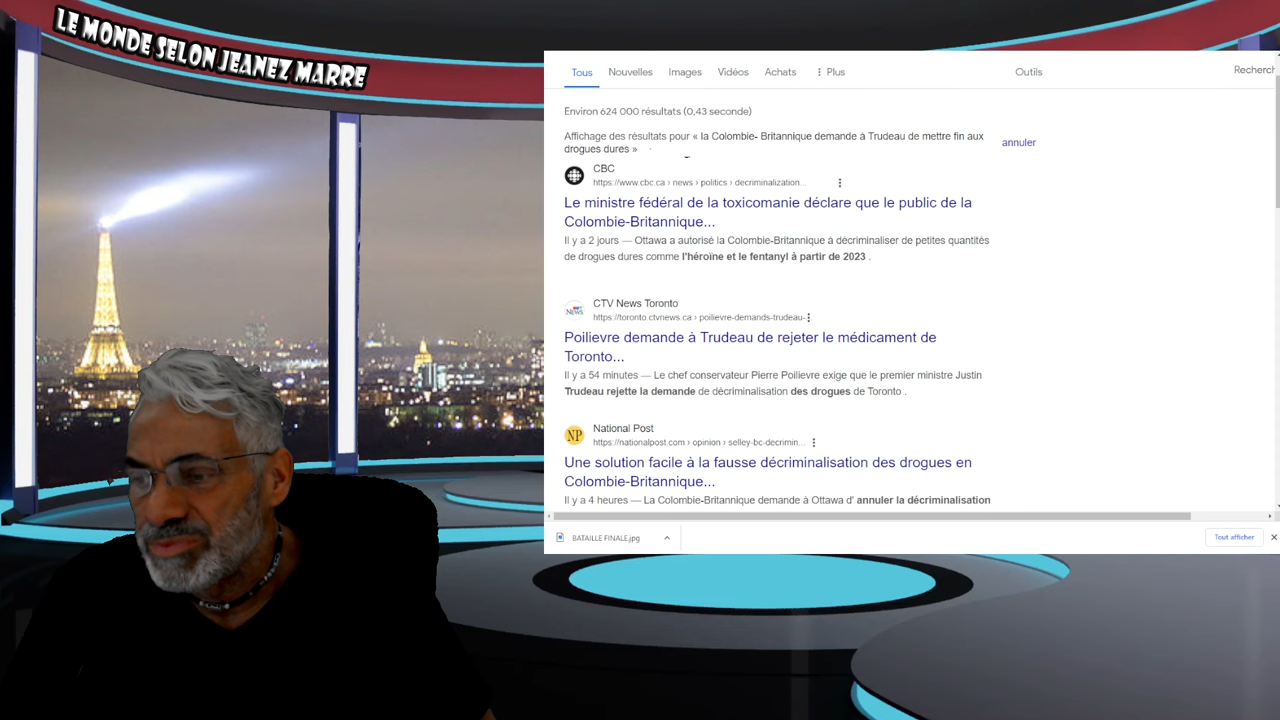 LE MONDE SELON JEANEZ MARRE
Tous Nouvelles Images Vidéos Achats Plus Outils
Environ 624 000 résultats (0,43 seconde)
Affichage des résultats pour « la Colombie- Britannique demande à Trudeau de mettre fin aux
drogues dures »
annuler
CBC
https://www.cbc.ca › news › politics › decriminalization...
Le ministre fédéral de la toxicomanie déclare que le public de la
Colombie-Britannique...
Il y a 2 jours — Ottawa a autorisé la Colombie-Britannique à décriminaliser de petites quantités
de drogues dures comme l'héroïne et le fentanyl à partir de 2023 .
CTV News Toronto
NEWS
https://toronto.ctvnews.ca › poilievre-demands-trudeau-
Poilievre demande à Trudeau de rejeter le médicament de
Toronto...
Il y a 54 minutes — Le chef conservateur Pierre Poilievre exige que le premier ministre Justin
Trudeau rejette la demande de décriminalisation des drogues de Toronto .
National Post
NP
https://nationalpost.com › opinion › selley-bc-decrimin...
Une solution facile à la fausse décriminalisation des drogues en
Colombie-Britannique...
Il y a 4 heures — La Colombie-Britannique demande à Ottawa d' annuler la décriminalisation
BATAILLE FINALE.jpg
Tout afficher